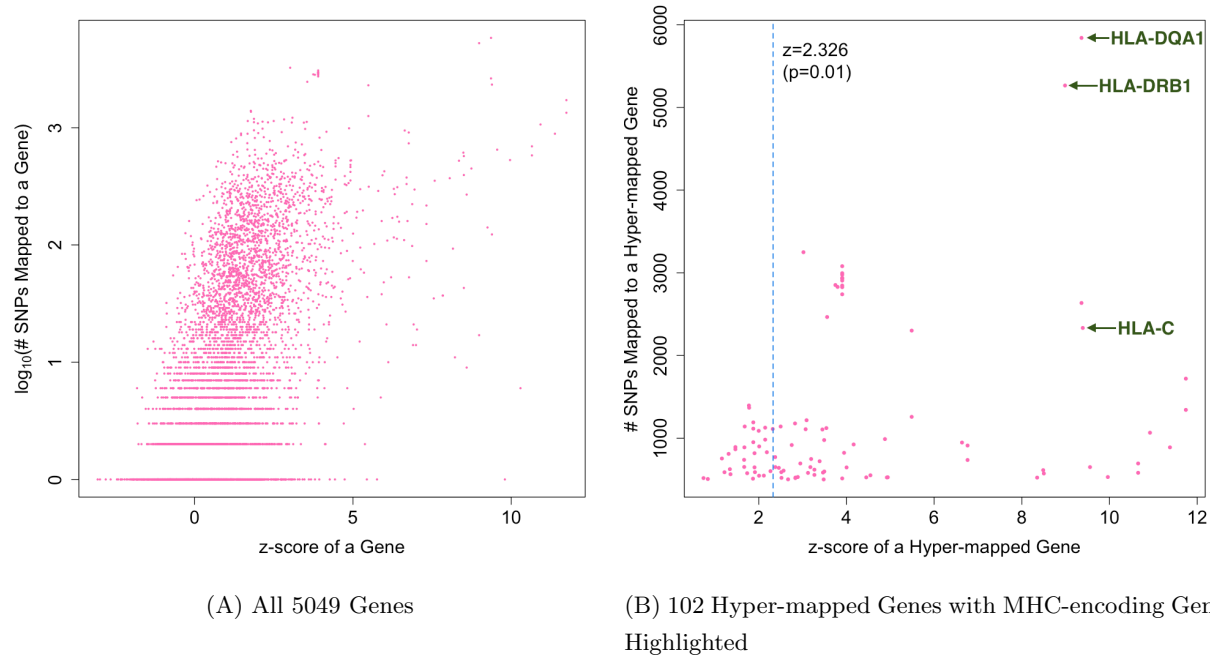 log10(# SNPs Mapped to a Gene)
3
2
1
0
0 5 10
z-score of a Gene
(A) All 5049 Genes
# SNPs Mapped to a Hyper-mapped Gene
6000
5000
4000
3000
2000
1000
z=2.326
(p=0.01)
HLA-DQA1
HLA-DRB1
HLA-C
2 4 6 8 10 12
z-score of a Hyper-mapped Gene
(B) 102 Hyper-mapped Genes with MHC-encoding Gen
Highlighted